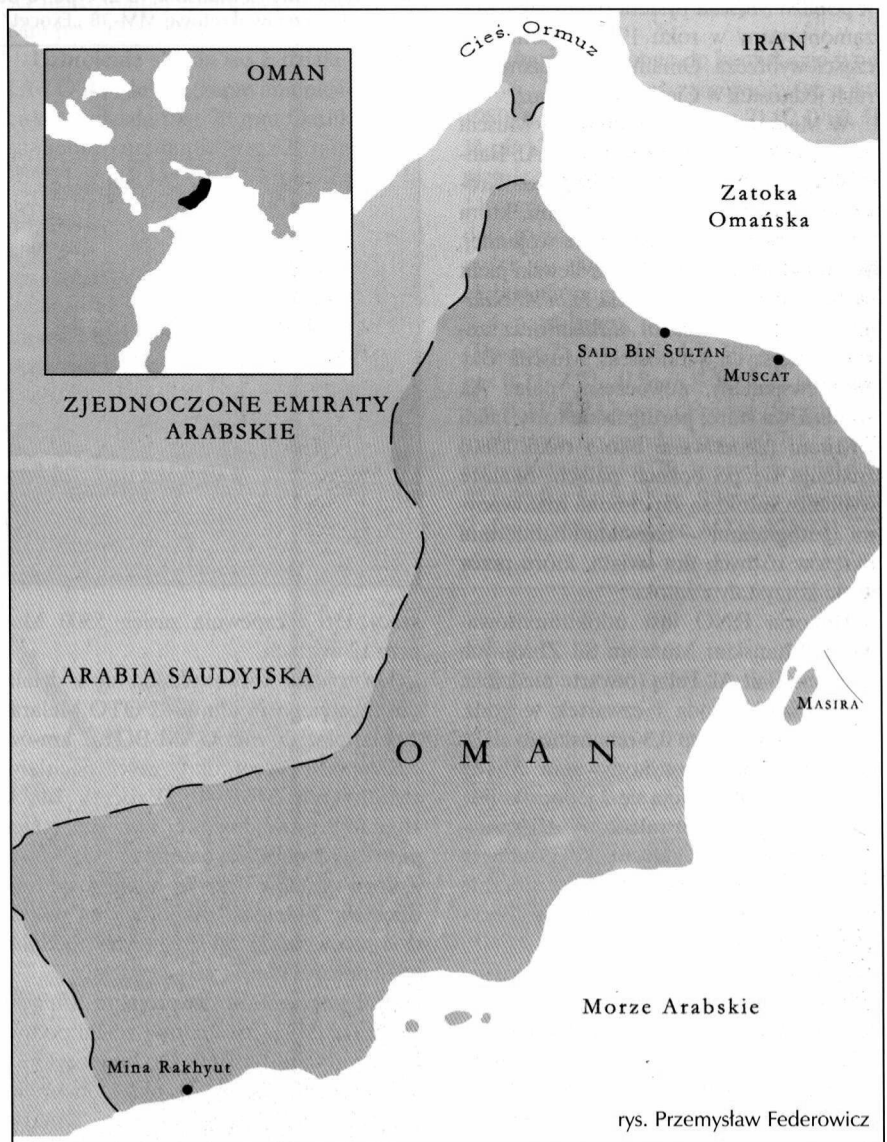 OMAN
Cieś. Ormuz
IRAN
Zatoka
Omańska
SAID BIN SULTAN
MUSCAT
ZJEDNOCZONE EMIRATY
ARABSKIE
ARABIA SAUDYJSKA
MASIRA
OMAN
Morze Arabskie
Mina Rakhyut
rys. Przemysław Federowicz